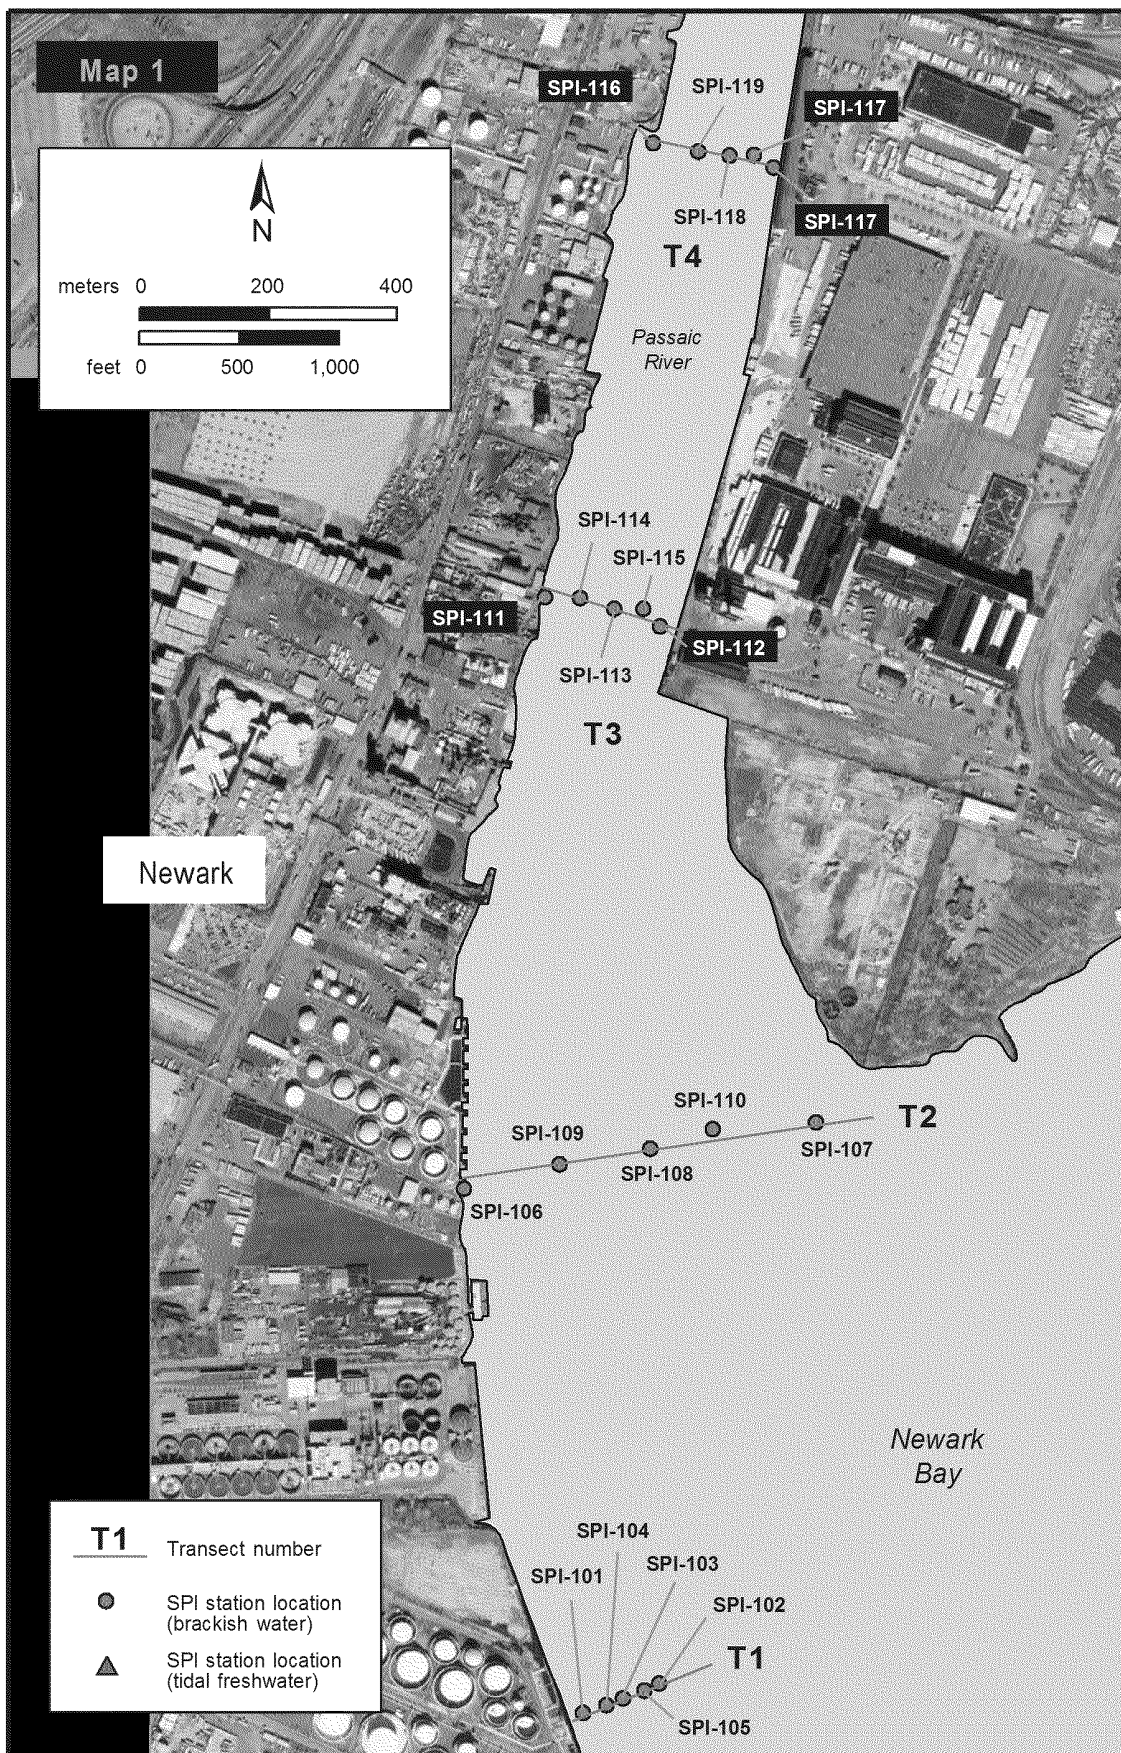 Map 1
SPI-116
SPI-119
SPI-117
SPI-118
SPI-117
T4
N
meters 0 200 400
feet 0 500 1,000
Passaic
River
SPI-114
SPI-115
SPI-111
SPI-112
SPI-113
T3
Newark
SPI-110
T2
SPI-109
SPI-107
SPI-108
SPI-106
Newark
Bay
T1
Transect number
SPI station location
(brackish water)
SPI station location
(tidal freshwater)
SPI-104
SPI-103
SPI-101
SPI-102
T1
SPI-105